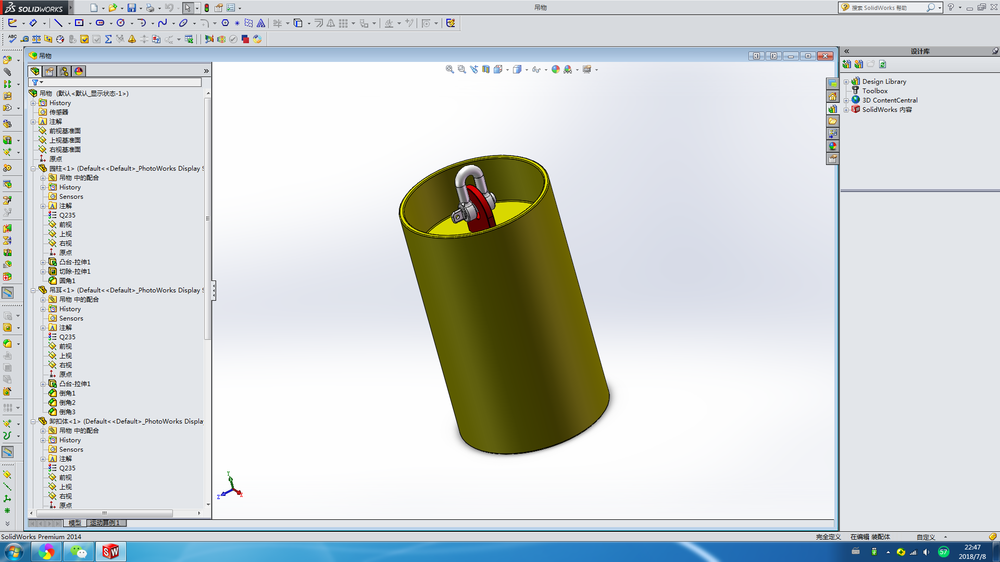 SOLIDWORKS
吊物
搜索 SolidWorks 帮助
ABC
吊物
设计库
吊物 (默认<默认_显示状态-1>)
History
传感器
注解
前视基准面
上视基准面
右视基准面
原点
园柱<1> (Default<<Default>_PhotoWorks Display S
吊物 中的配合
History
Sensors
注解
Q235
前视
上视
右视
原点
凸台-拉伸1
切除-拉伸1
圆角1
吊耳<1> (Default<<Default>_PhotoWorks Display S
吊物 中的配合
History
Sensors
注解
Q235
前视
上视
右视
原点
凸台-拉伸1
倒角1
倒角2
倒角3
卸扣体<1> (Default<<Default>_PhotoWorks Displa
吊物 中的配合
History
Sensors
注解
Q235
前视
上视
右视
原点
Design Library
Toolbox
3D ContentCentral
SolidWorks 内容
Y
Z
X
模型
运动算例1
SolidWorks Premium 2014
完全定义
在编辑 装配体
自定义
SW
57
22:47
2018/7/8